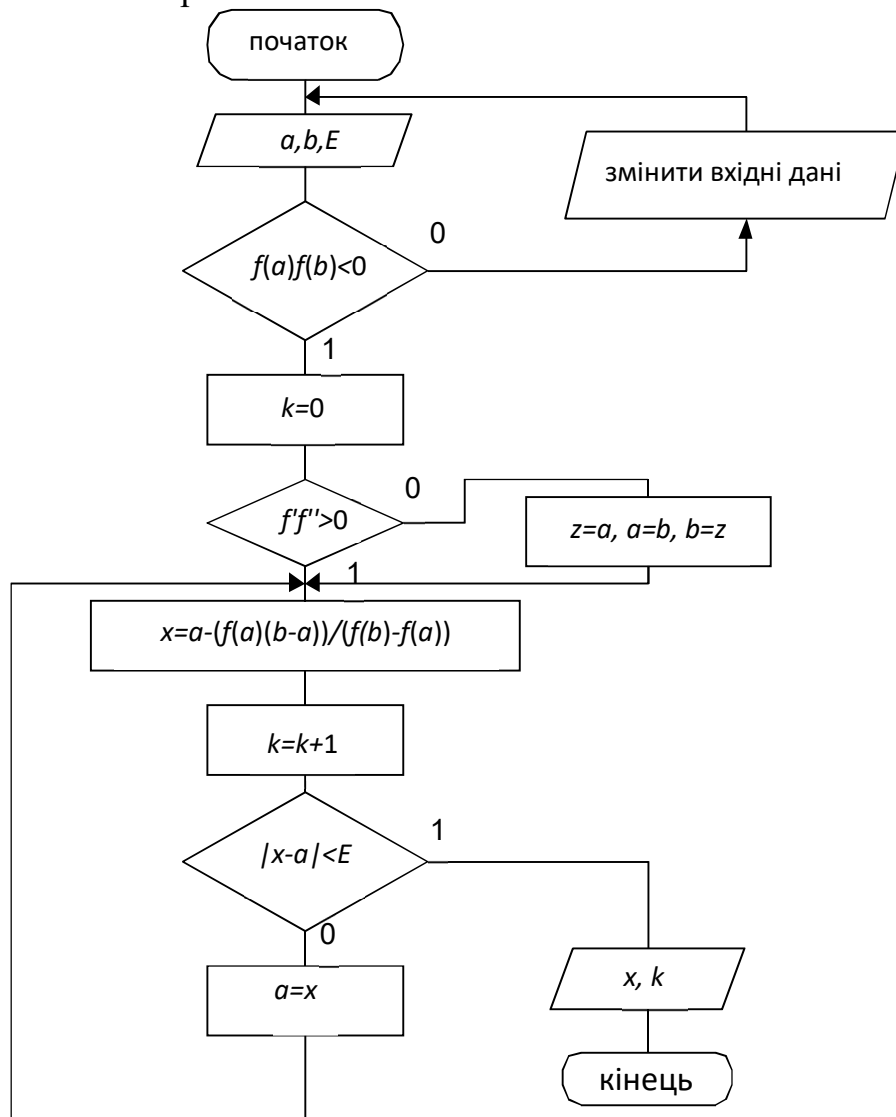 початок
a,b,E
змінити вхідні дані
f(a)f(b)<0
0
1
k=0
0
f'f''>0
z=a, a=b, b=z
1
x=a-(f(a)(b-a))/(f(b)-f(a))
k=k+1
1
|x-a|<E
0
a=x
x, k
кінець